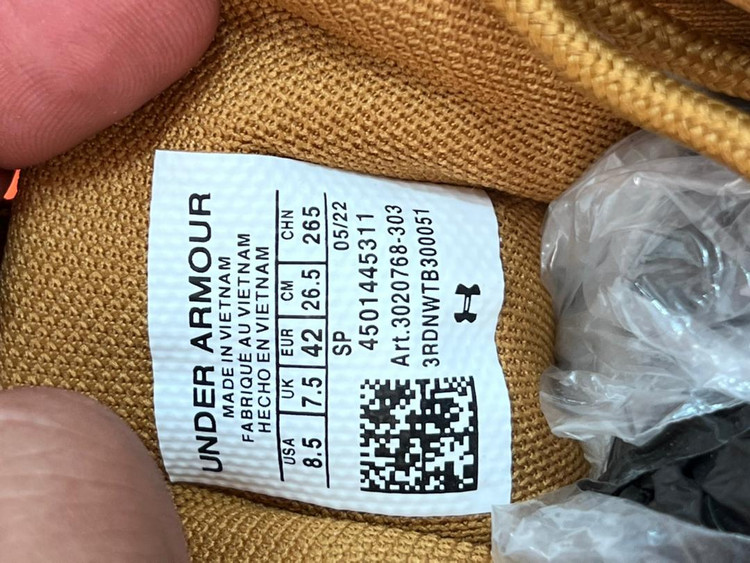 UNDER ARMOUR
MADE IN VIETNAM
FABRIQUÉ AU VIETNAM
HECHO EN VIETNAM
USA UK EUR CM CHN
8.5 7.5 42 26.5 265
SP 05/22
4501445311
Art.3020768-303
3RDNWTB300051